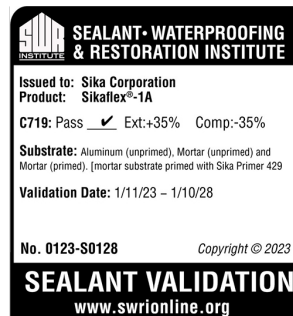 SWR
INSTITUTE
SEALANT • WATERPROOFING
& RESTORATION INSTITUTE
Issued to: Sika Corporation
Product: Sikaflex®-1A
C719: Pass ✔ Ext:+35% Comp:-35%
Substrate: Aluminum (unprimed), Mortar (unprimed) and
Mortar (primed). [mortar substrate primed with Sika Primer 429
Validation Date: 1/11/23 – 1/10/28
No. 0123-S0128 Copyright © 2023
SEALANT VALIDATION
www.swrionline.org